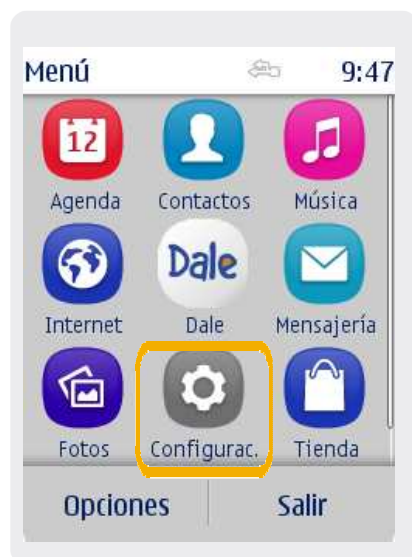 Menú 9:47
12
Agenda Contactos Música
Dale
Internet Dale Mensajería
Fotos Configurac. Tienda
Opciones Salir